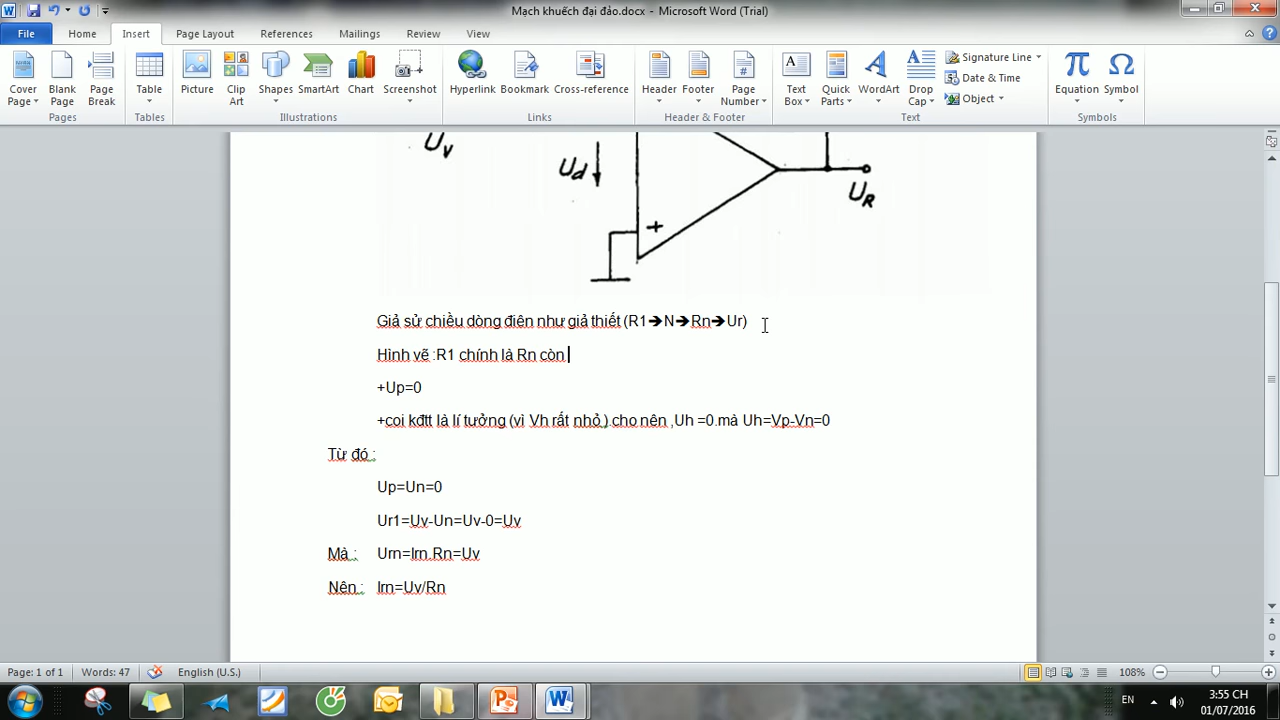 Mạch khuếch đại đảo.docx - Microsoft Word (Trial)
File Home Insert Page Layout References Mailings Review View
Cover Page
Blank Page
Page Break
Table
Picture
Clip Art
Shapes
SmartArt
Chart
Screenshot
Hyperlink
Bookmark
Cross-reference
Header
Footer
Page Number
Text Box
Quick Parts
WordArt
Drop Cap
Signature Line
Date & Time
Object
Equation
Symbol
Pages Tables Illustrations Links Header & Footer Text Symbols
Uv
Ud
UR
+
Giả sử chiều dòng điện như giả thiết (R1➔N➔Rn➔Ur)
Hình vẽ :R1 chính là Rn còn
+Up=0
+coi kđtt là lí tưởng (vì Vh rất nhỏ ).cho nên ,Uh =0.mà Uh=Vp-Vn=0
Từ đó :
Up=Un=0
Ur1=Uv-Un=Uv-0=Uv
Mà : Urn=Irn.Rn=Uv
Nên : Irn=Uv/Rn
Page: 1 of 1 Words: 47 English (U.S.) 108%
EN 3:55 CH
01/07/2016